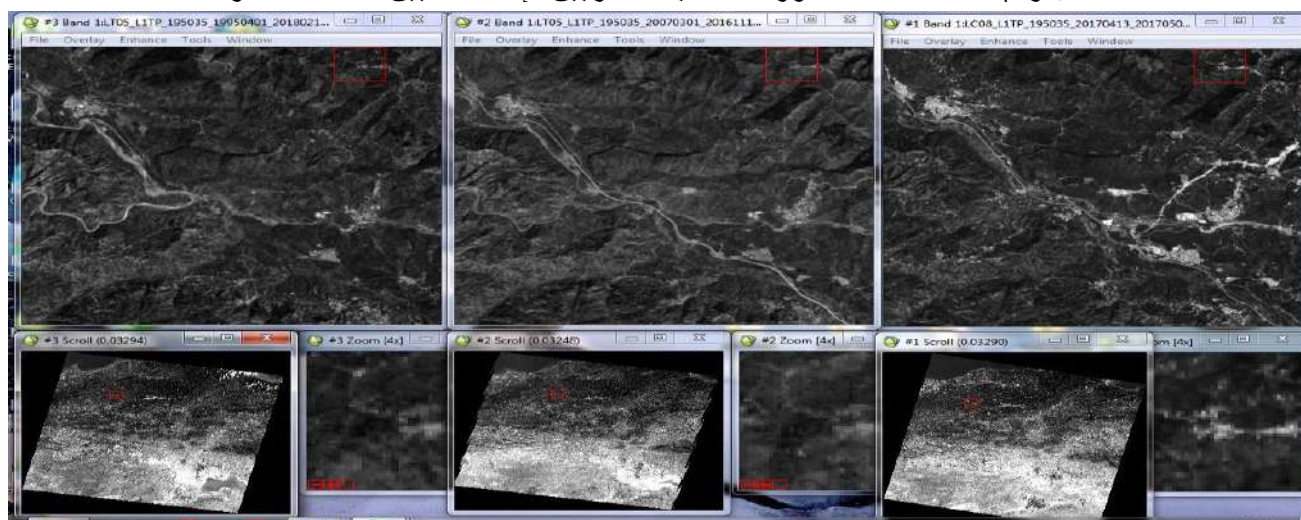 #3 Band 1:LT05_L1TP_195035_19950401_2018021...
File Overlay Enhance Tools Window
#2 Band 1:LT05_L1TP_195035_20070301_2016111...
File Overlay Enhance Tools Window
#1 Band 1:LC08_L1TP_195035_20170413_2017050...
File Overlay Enhance Tools Window
#3 Scroll (0.03294)
#3 Zoom [4x]
#2 Scroll (0.03248)
#2 Zoom [4x]
#1 Scroll (0.03290)
om [4x]